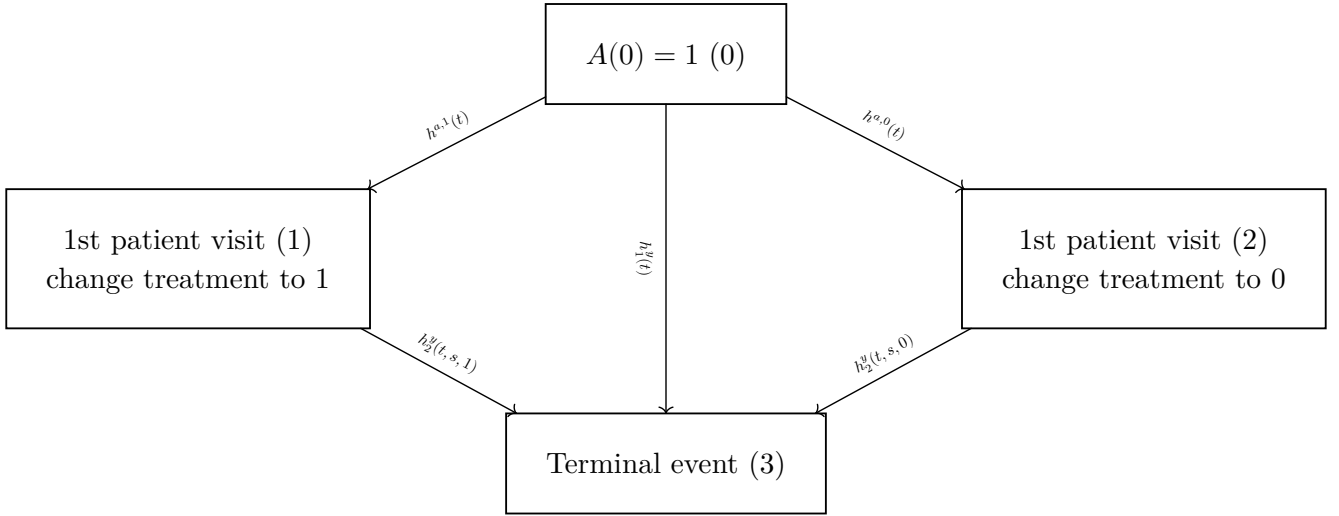 A(0) = 1 (0)
h^{a,1}(t)
h^{a,0}(t)
1st patient visit (1)
change treatment to 1
h_1^y(t)
1st patient visit (2)
change treatment to 0
h_2^y(t, s, 1)
h_2^y(t, s, 0)
Terminal event (3)